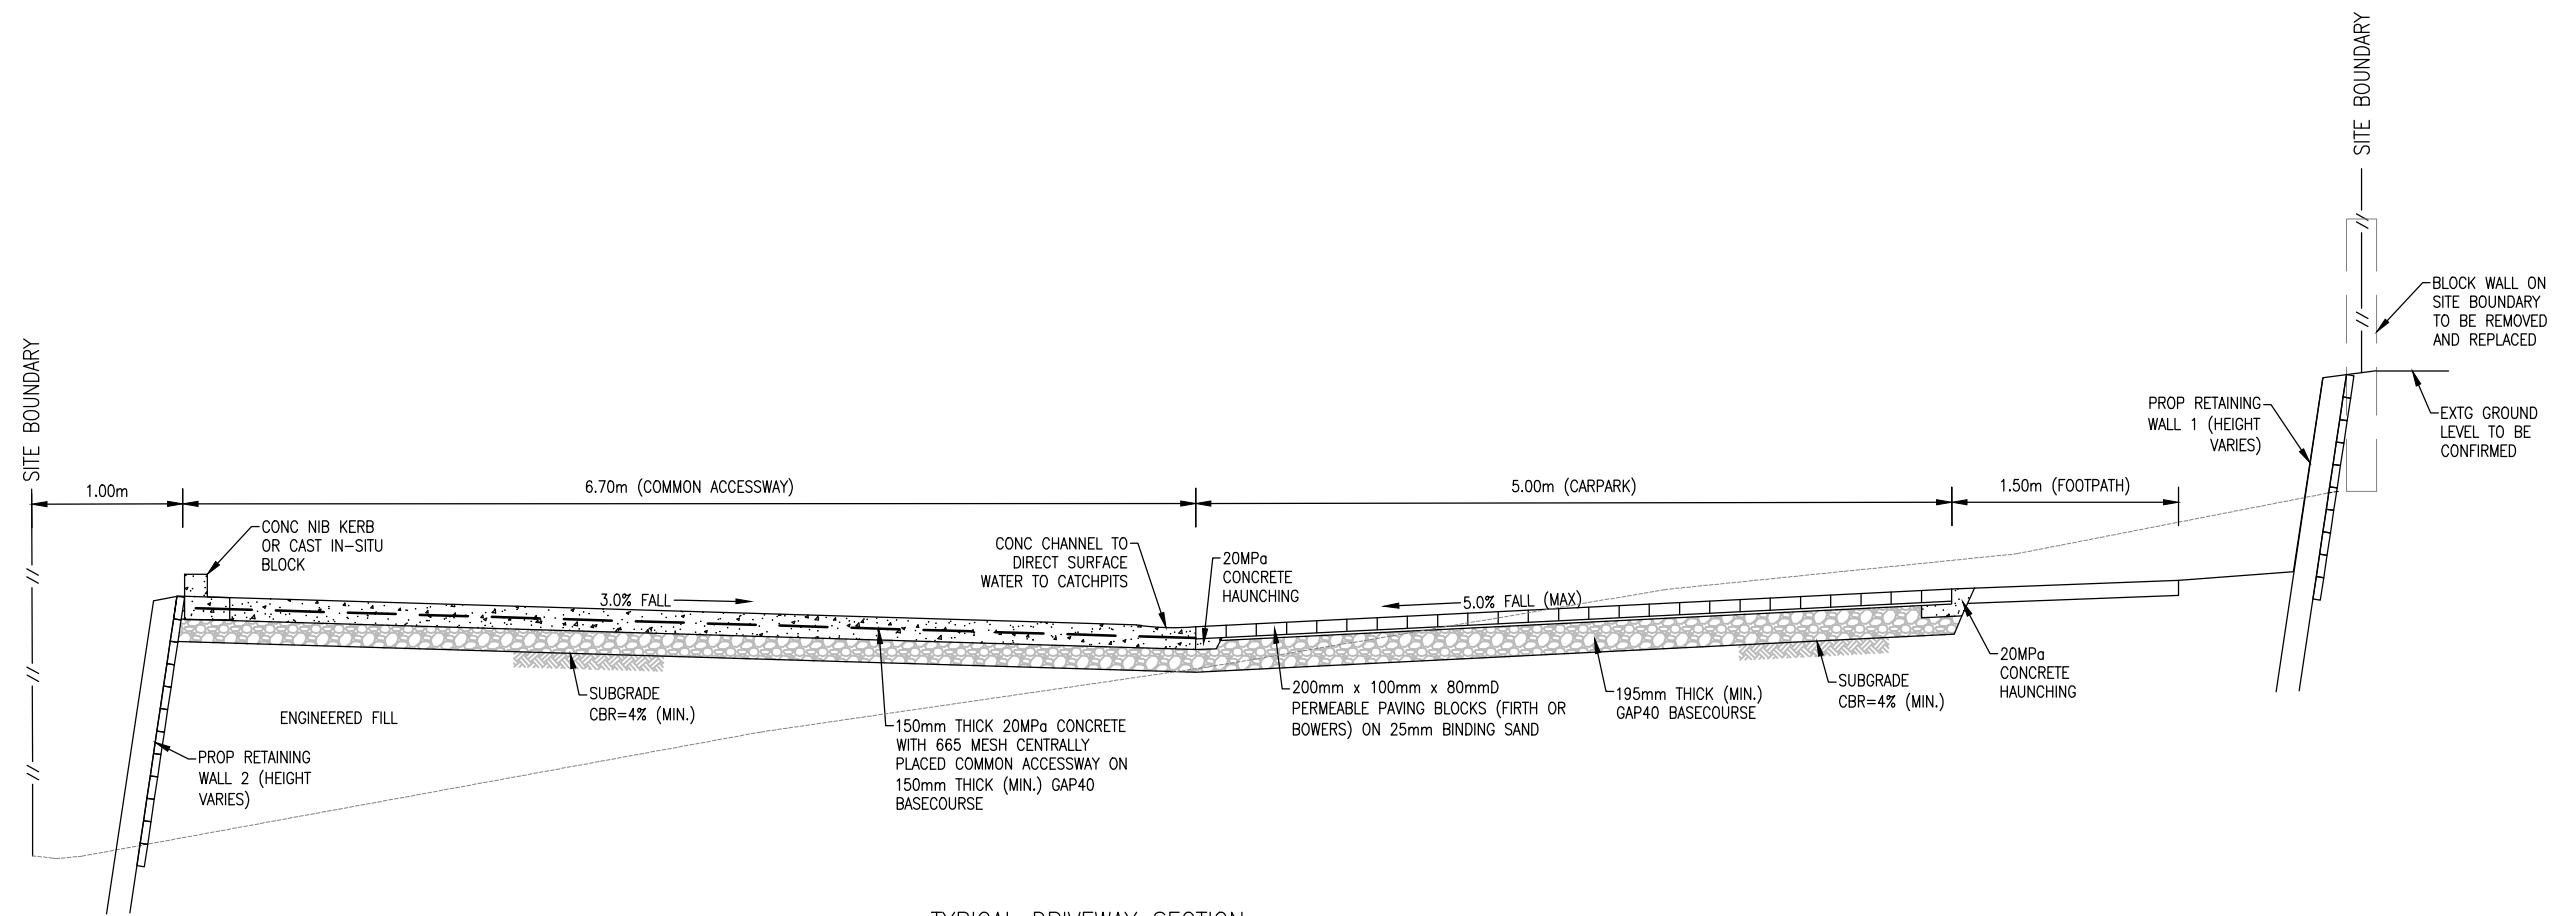 SITE BOUNDARY
SITE BOUNDARY
BLOCK WALL ON
SITE BOUNDARY
TO BE REMOVED
AND REPLACED
PROP RETAINING
WALL 1 (HEIGHT
VARIES)
EXTG GROUND
LEVEL TO BE
CONFIRMED
1.00m
6.70m (COMMON ACCESSWAY)
5.00m (CARPARK)
1.50m (FOOTPATH)
CONC NIB KERB
OR CAST IN-SITU
BLOCK
CONC CHANNEL TO
DIRECT SURFACE
WATER TO CATCHPITS
20MPa
CONCRETE
HAUNCHING
3.0% FALL
5.0% FALL (MAX)
SUBGRADE
CBR=4% (MIN.)
ENGINEERED FILL
PROP RETAINING
WALL 2 (HEIGHT
VARIES)
150mm THICK 20MPa CONCRETE
WITH 665 MESH CENTRALLY
PLACED COMMON ACCESSWAY ON
150mm THICK (MIN.) GAP40
BASECOURSE
200mm x 100mm x 80mmD
PERMEABLE PAVING BLOCKS (FIRTH OR
BOWERS) ON 25mm BINDING SAND
195mm THICK (MIN.)
GAP40 BASECOURSE
SUBGRADE
CBR=4% (MIN.)
20MPa
CONCRETE
HAUNCHING
TYPICAL DRIVEWAY SECTION